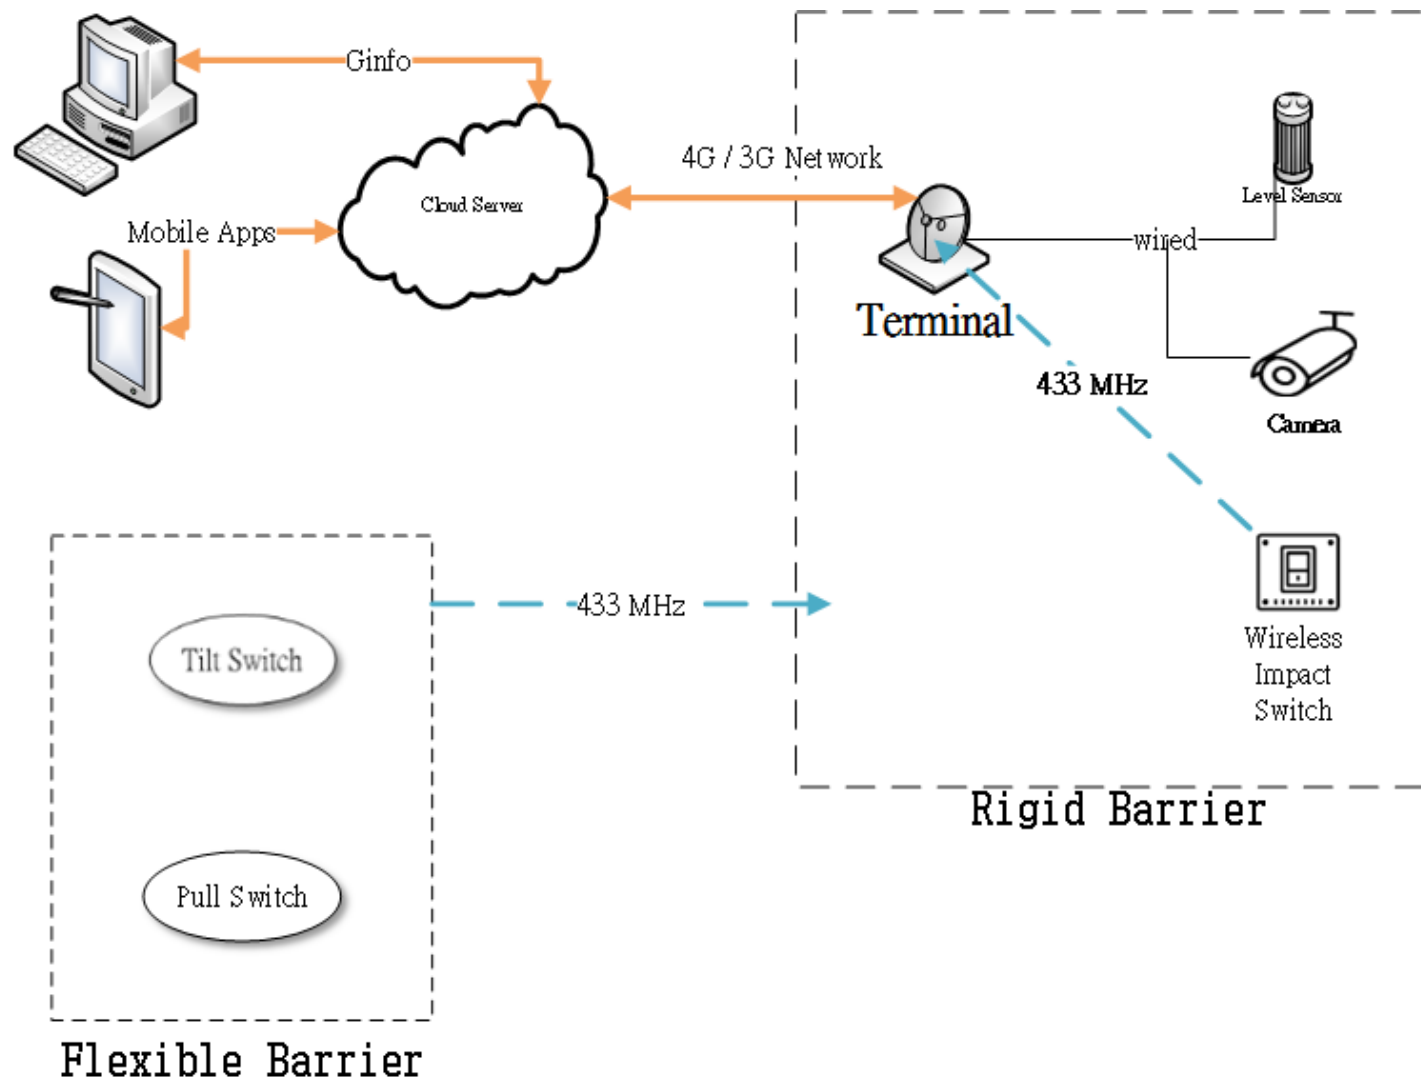 Ginfo
4G / 3G Network
Level Sensor
Cloud Server
Mobile Apps
wired
Terminal
433 MHz
Camera
433 MHz
Wireless
Impact
Switch
Tilt Switch
Rigid Barrier
Pull Switch
Flexible Barrier